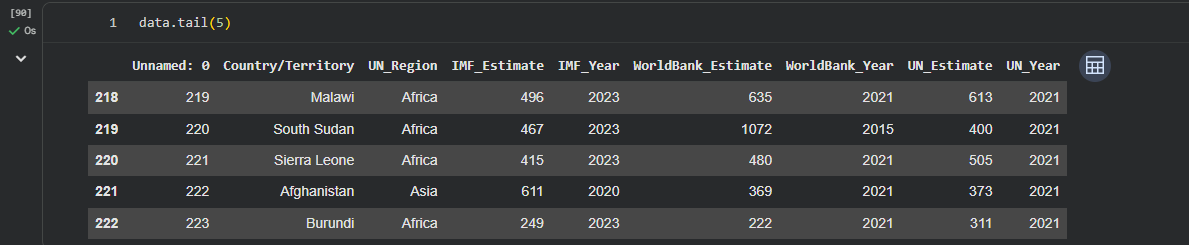 [90]
0s
1 data.tail(5)
Unnamed: 0 Country/Territory UN_Region IMF_Estimate IMF_Year WorldBank_Estimate WorldBank_Year UN_Estimate UN_Year
218 219 Malawi Africa 496 2023 635 2021 613 2021
219 220 South Sudan Africa 467 2023 1072 2015 400 2021
220 221 Sierra Leone Africa 415 2023 480 2021 505 2021
221 222 Afghanistan Asia 611 2020 369 2021 373 2021
222 223 Burundi Africa 249 2023 222 2021 311 2021